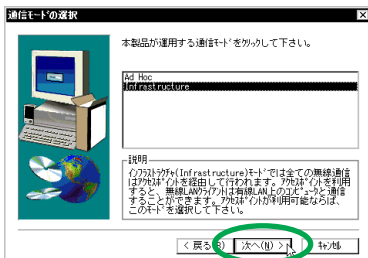 通信ﾓｰﾄﾞの選択
本製品が運用する通信ﾓｰﾄﾞをｸﾘｯｸして下さい。
Ad Hoc
Infrastructure
説明
ｲﾝﾌﾗｽﾄﾗｸﾁｬ(Infrastructure)ﾓｰﾄﾞでは全ての無線通信
はｱｸｾｽﾎﾟｲﾝﾄを経由して行われます。ｱｸｾｽﾎﾟｲﾝﾄを利用
すると、無線LANｸﾗｲｱﾝﾄは有線LAN上のｺﾝﾋﾟｭｰﾀと通信
することができます。ｱｸｾｽﾎﾟｲﾝﾄが利用可能ならば、
このﾓｰﾄﾞを選択して下さい。
< 戻る(B) 次へ(N) > ｷｬﾝｾﾙ